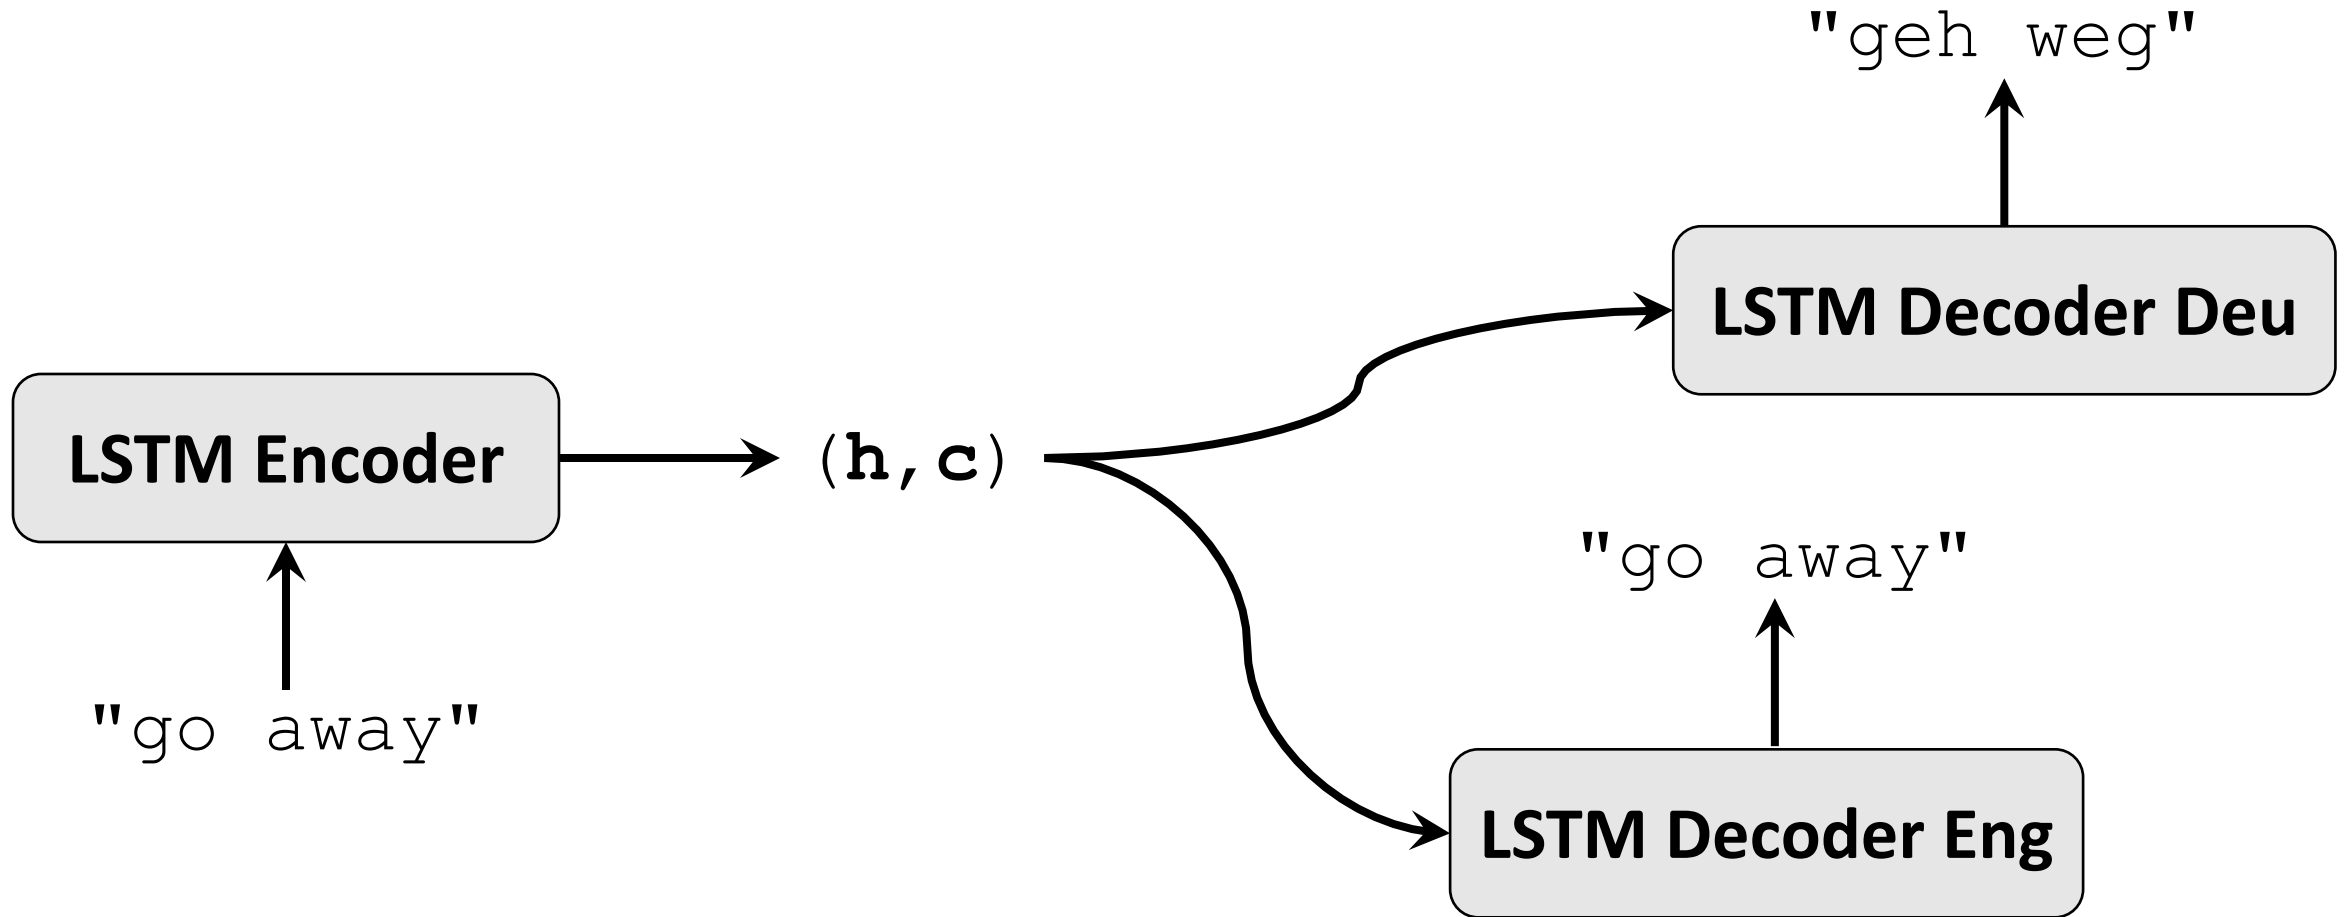 "geh weg"
LSTM Decoder Deu
LSTM Encoder
(h,c)
"go away"
"go away"
LSTM Decoder Eng